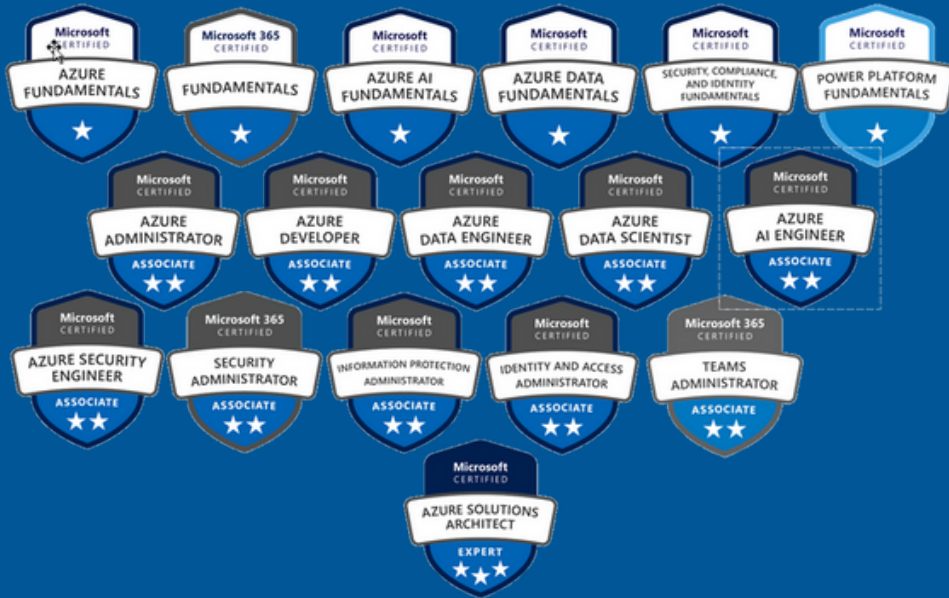 Microsoft
CERTIFIED
AZURE
FUNDAMENTALS
Microsoft 365
CERTIFIED
FUNDAMENTALS
Microsoft
CERTIFIED
AZURE AI
FUNDAMENTALS
Microsoft
CERTIFIED
AZURE DATA
FUNDAMENTALS
Microsoft
CERTIFIED
SECURITY, COMPLIANCE,
AND IDENTITY
FUNDAMENTALS
Microsoft
CERTIFIED
POWER PLATFORM
FUNDAMENTALS
Microsoft
CERTIFIED
AZURE
ADMINISTRATOR
ASSOCIATE
Microsoft
CERTIFIED
AZURE
DEVELOPER
ASSOCIATE
Microsoft
CERTIFIED
AZURE
DATA ENGINEER
ASSOCIATE
Microsoft
CERTIFIED
AZURE
DATA SCIENTIST
ASSOCIATE
Microsoft
CERTIFIED
AZURE
AI ENGINEER
ASSOCIATE
Microsoft
CERTIFIED
AZURE SECURITY
ENGINEER
ASSOCIATE
Microsoft 365
CERTIFIED
SECURITY
ADMINISTRATOR
ASSOCIATE
Microsoft
CERTIFIED
INFORMATION PROTECTION
ADMINISTRATOR
ASSOCIATE
Microsoft
CERTIFIED
IDENTITY AND ACCESS
ADMINISTRATOR
ASSOCIATE
Microsoft 365
CERTIFIED
TEAMS
ADMINISTRATOR
ASSOCIATE
Microsoft
CERTIFIED
AZURE SOLUTIONS
ARCHITECT
EXPERT